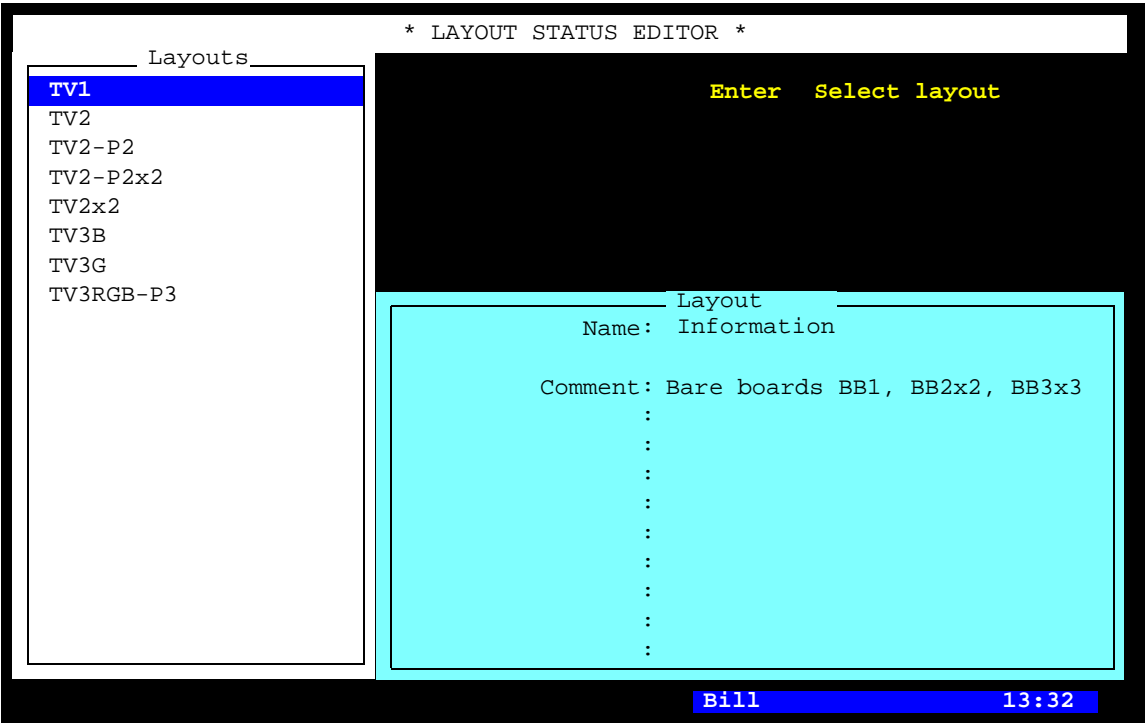 * LAYOUT STATUS EDITOR *
Layouts
TV1
TV2
TV2-P2
TV2-P2x2
TV2x2
TV3B
TV3G
TV3RGB-P3
Enter Select layout
Layout
Name: Information
Comment: Bare boards BB1, BB2x2, BB3x3
:
:
:
:
:
:
:
:
:
Bill 13:32